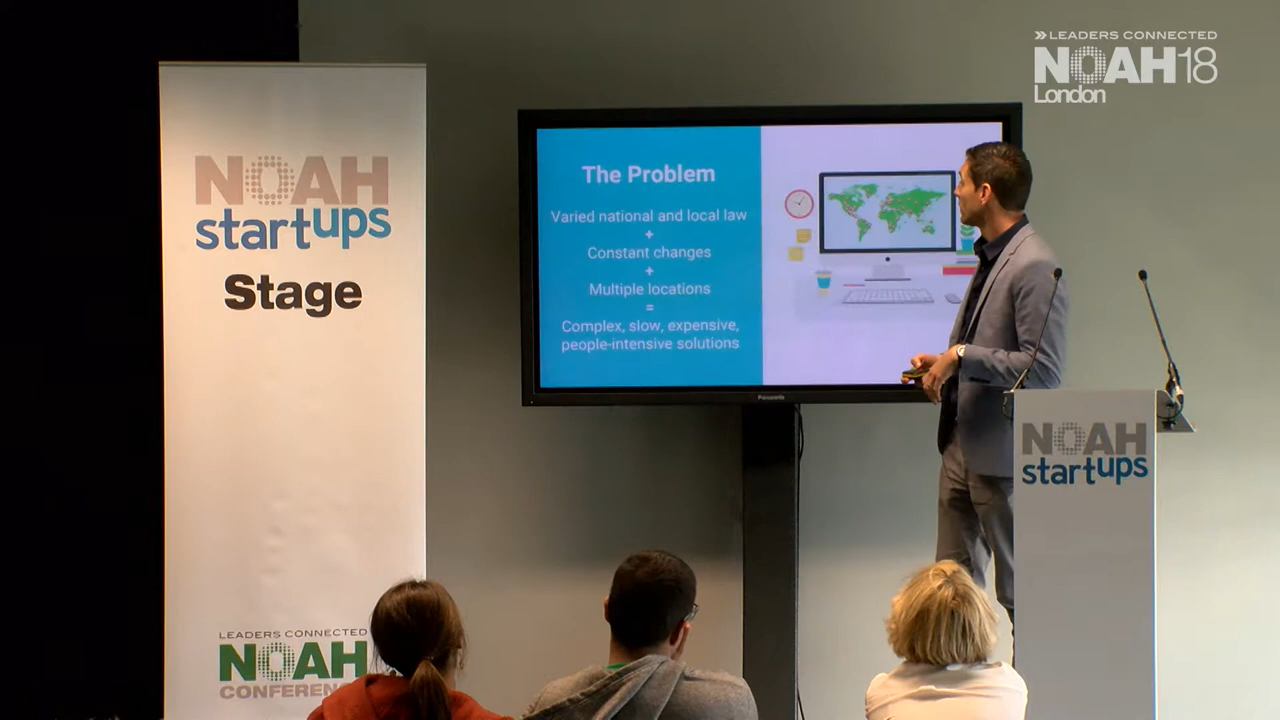 LEADERS CONNECTED
NOAH18
London
NOAH
startups
Stage
LEADERS CONNECTED
NOAH
The Problem
Varied national and local law
+
Constant changes
+
Multiple locations
=
Complex, slow, expensive,
people-intensive solutions
Panasonic
NOAH
startups